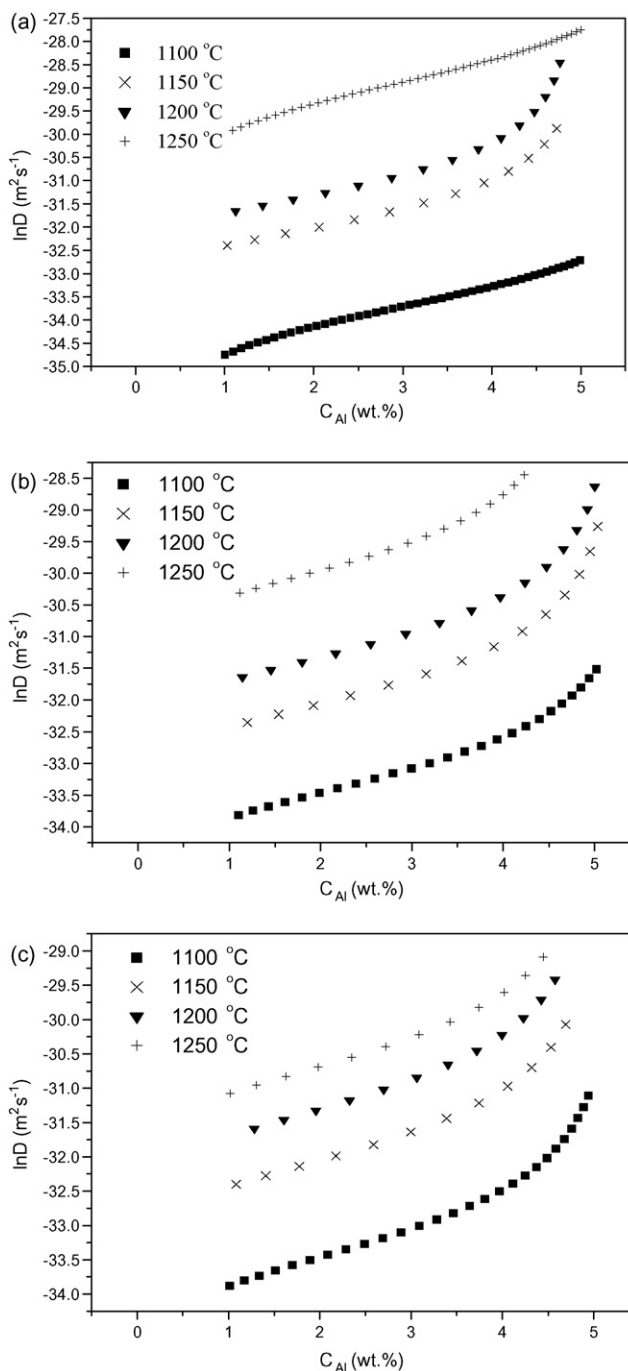 (a)
1100 °C
1150 °C
1200 °C
1250 °C
-27.5
-28.0
-28.5
-29.0
-29.5
-30.0
-30.5
-31.0
-31.5
-32.0
-32.5
-33.0
-33.5
-34.0
-34.5
-35.0
lnD (m²s⁻¹)
0 1 2 3 4 5
C_Al (wt.%)
(b)
1100 °C
1150 °C
1200 °C
1250 °C
-28.5
-29.0
-29.5
-30.0
-30.5
-31.0
-31.5
-32.0
-32.5
-33.0
-33.5
-34.0
lnD (m²s⁻¹)
0 1 2 3 4 5
C_Al (wt.%)
(c)
1100 °C
1150 °C
1200 °C
1250 °C
-29.0
-29.5
-30.0
-30.5
-31.0
-31.5
-32.0
-32.5
-33.0
-33.5
-34.0
lnD (m²s⁻¹)
0 1 2 3 4 5
C_Al (wt.%)